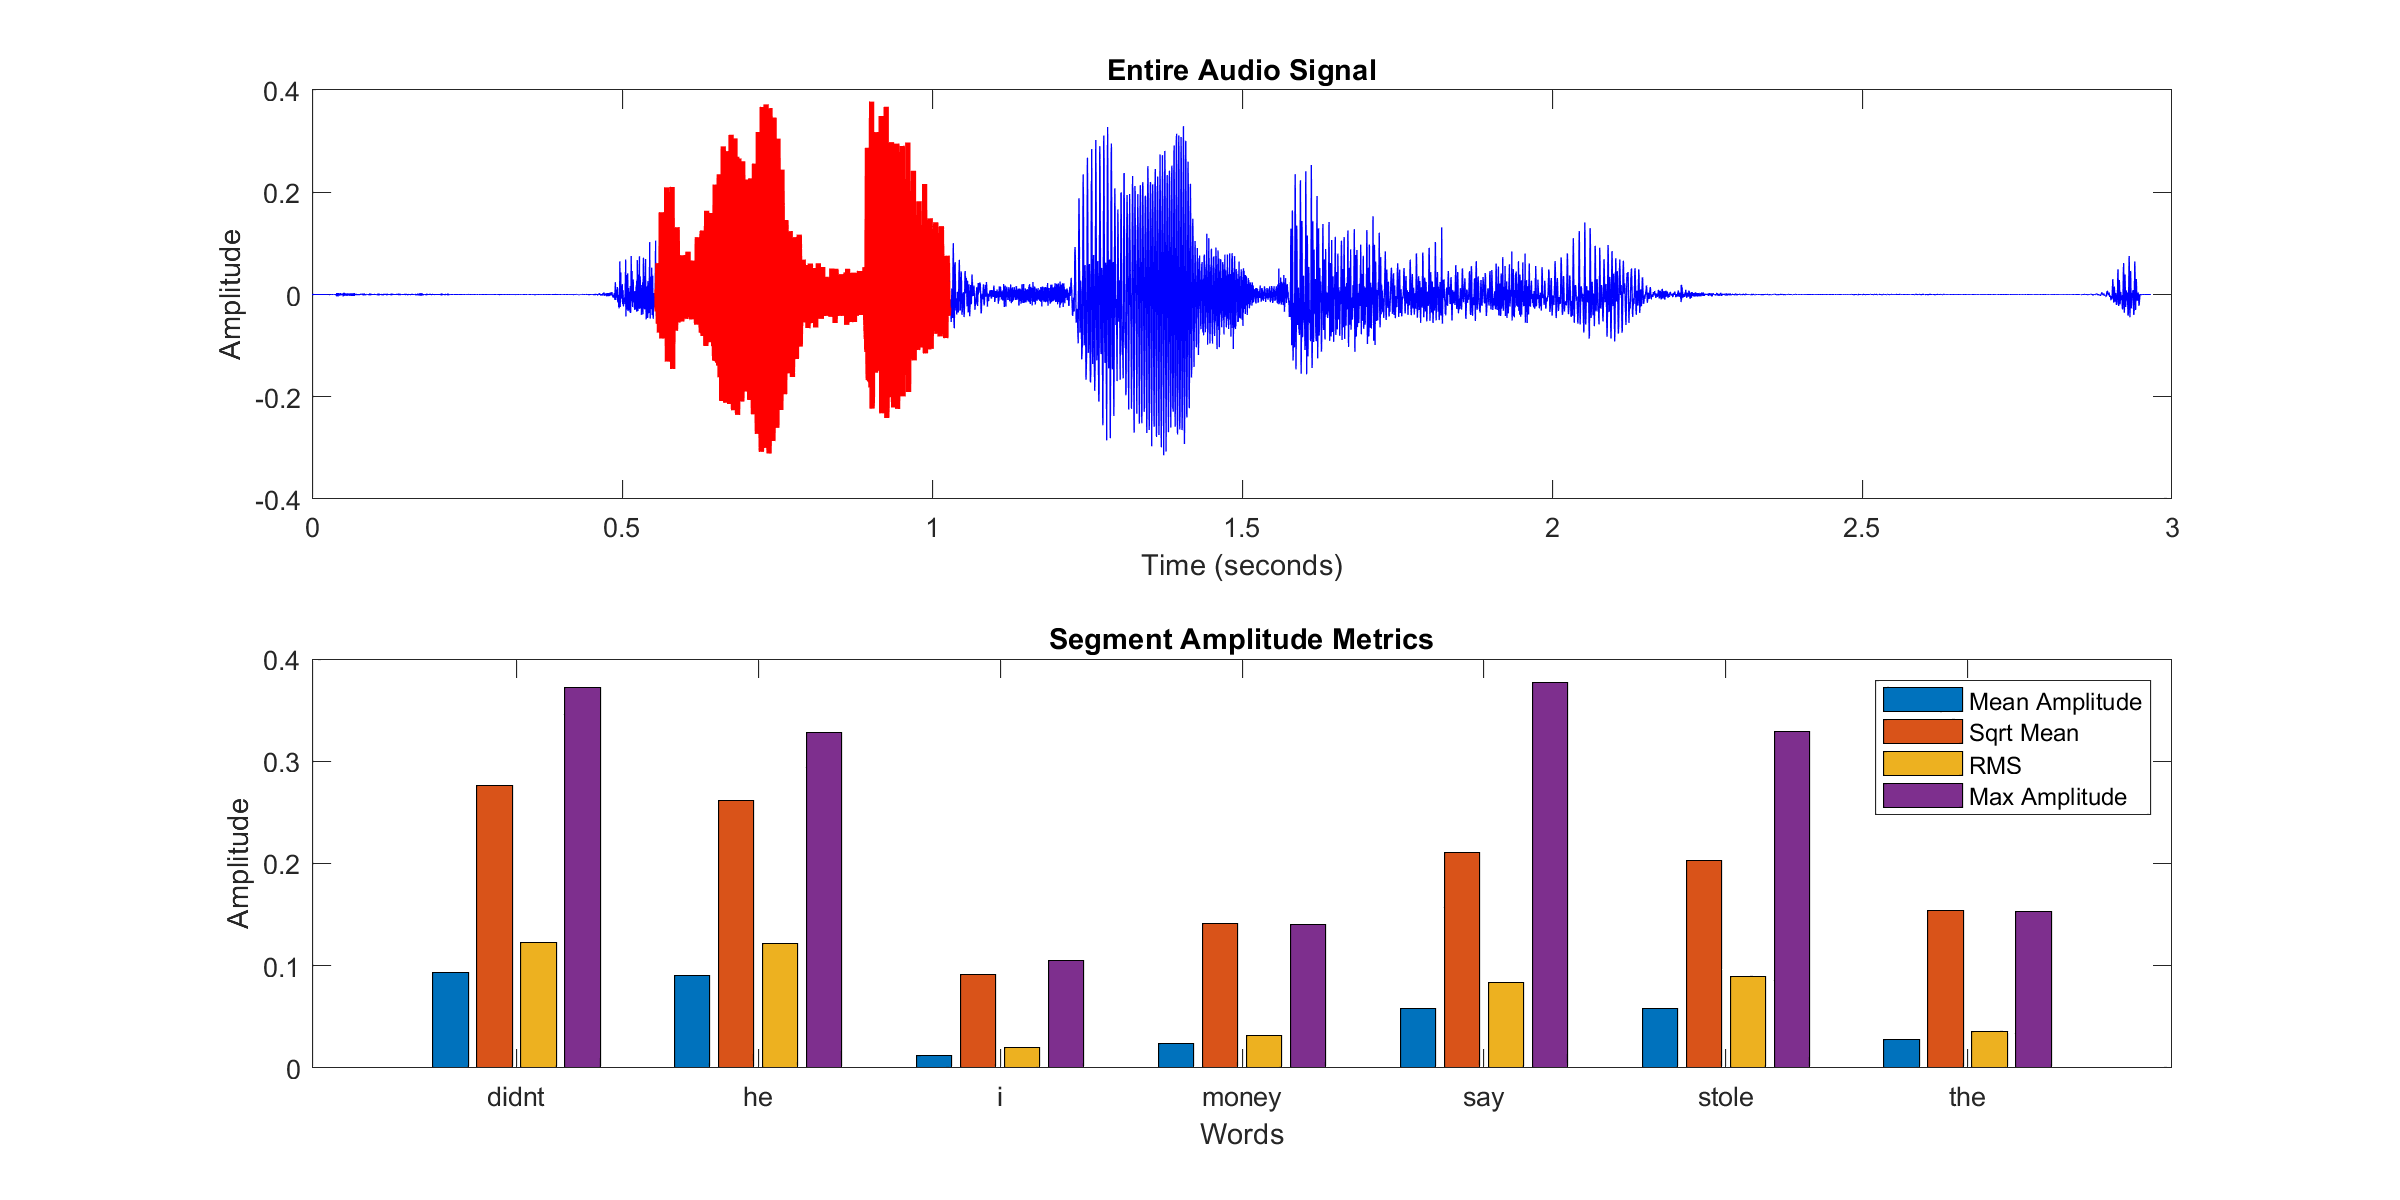 Entire Audio Signal
0.4
0.2
0
-0.2
-0.4
Amplitude
0 0.5 1 1.5 2 2.5 3
Time (seconds)
Segment Amplitude Metrics
0.4
0.3
0.2
0.1
0
Amplitude
Mean Amplitude
Sqrt Mean
RMS
Max Amplitude
didnt he i money say stole the
Words